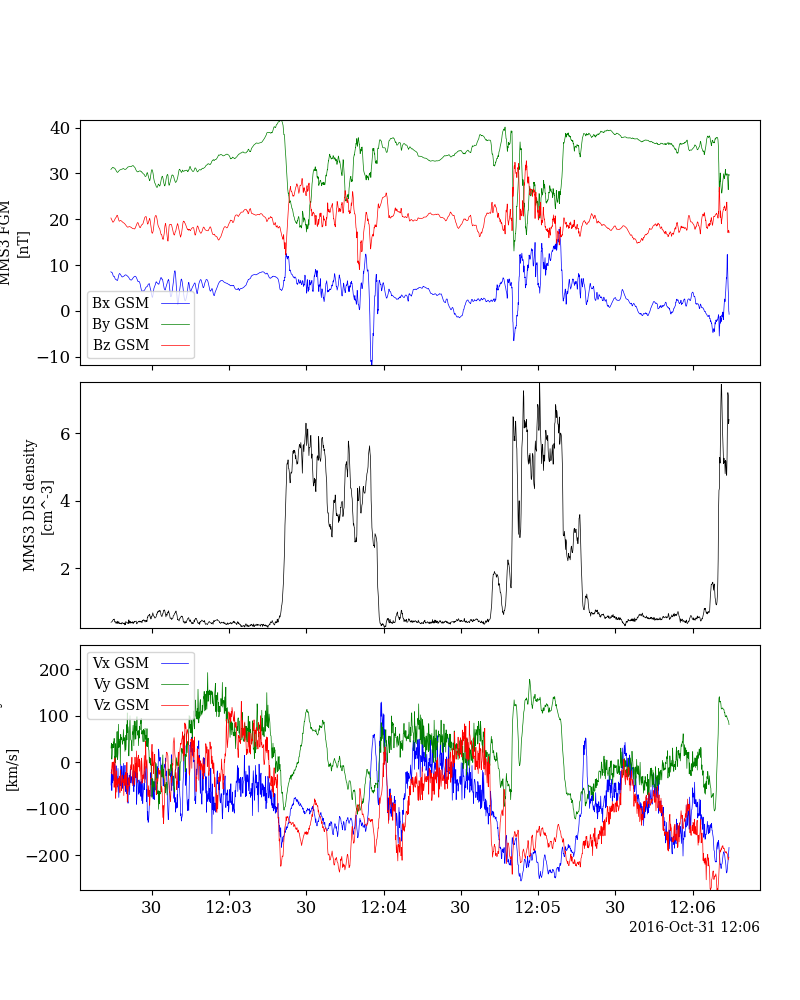 40
30
20
10
0
−10
MMS3 FGM
[nT]
Bx GSM
By GSM
Bz GSM
6
4
2
MMS3 DIS density
[cm^-3]
200
100
0
−100
−200
[km/s]
Vx GSM
Vy GSM
Vz GSM
30 12:03 30 12:04 30 12:05 30 12:06
2016-Oct-31 12:06